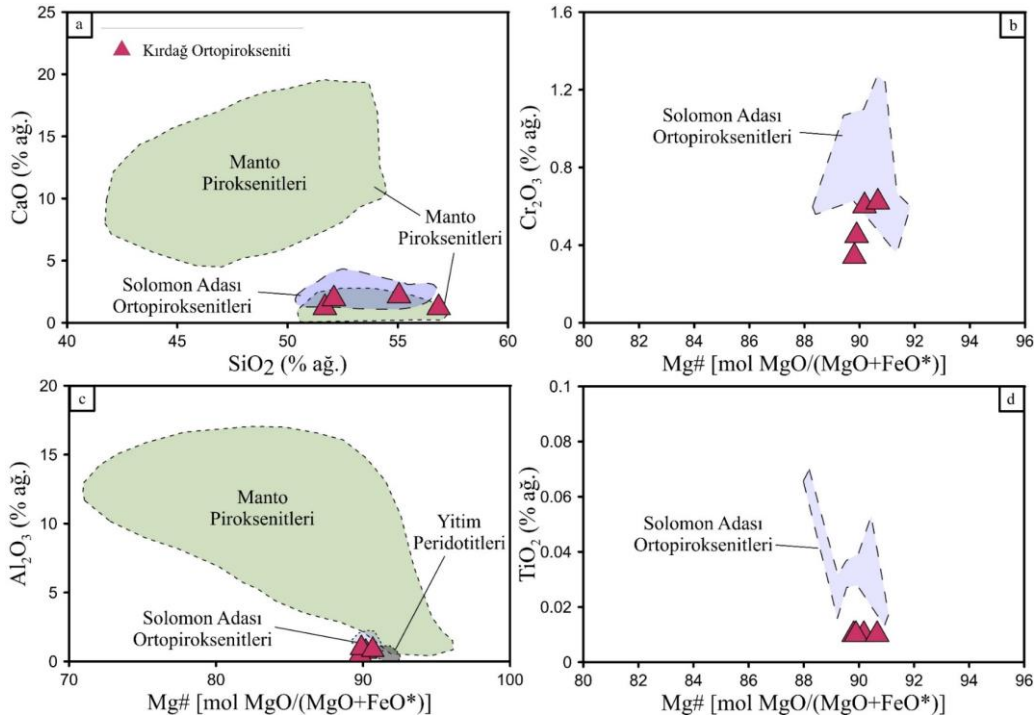 a
Kırdağ Ortopirokseniti
25
20
15
10
5
0
CaO (% ağ.)
Manto
Piroksenitleri
Manto
Piroksenitleri
Solomon Adası
Ortopiroksenitleri
40
45
50
55
60
SiO2 (% ağ.)
b
1.6
1.2
0.8
0.4
0
Cr2O3 (% ağ.)
Solomon Adası
Ortopiroksenitleri
80
82
84
86
88
90
92
94
96
Mg# [mol MgO/(MgO+FeO*)]
c
20
15
10
5
0
Al2O3 (% ağ.)
Manto
Piroksenitleri
Yitim
Peridotitleri
Solomon Adası
Ortopiroksenitleri
70
80
90
100
Mg# [mol MgO/(MgO+FeO*)]
d
0.1
0.08
0.06
0.04
0.02
0
TiO2 (% ağ.)
Solomon Adası
Ortopiroksenitleri
80
82
84
86
88
90
92
94
96
Mg# [mol MgO/(MgO+FeO*)]